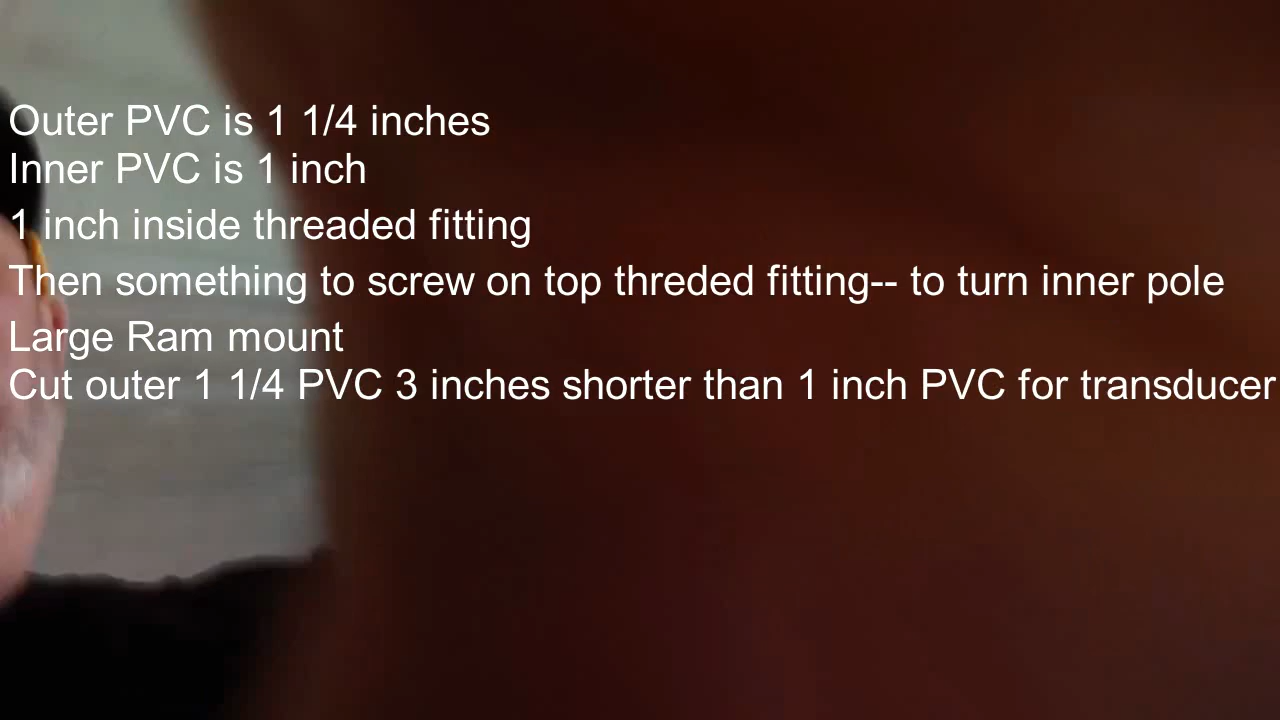 Outer PVC is 1 1/4 inches
Inner PVC is 1 inch
1 inch inside threaded fitting
Then something to screw on top threded fitting-- to turn inner pole
Large Ram mount
Cut outer 1 1/4 PVC 3 inches shorter than 1 inch PVC for transducer